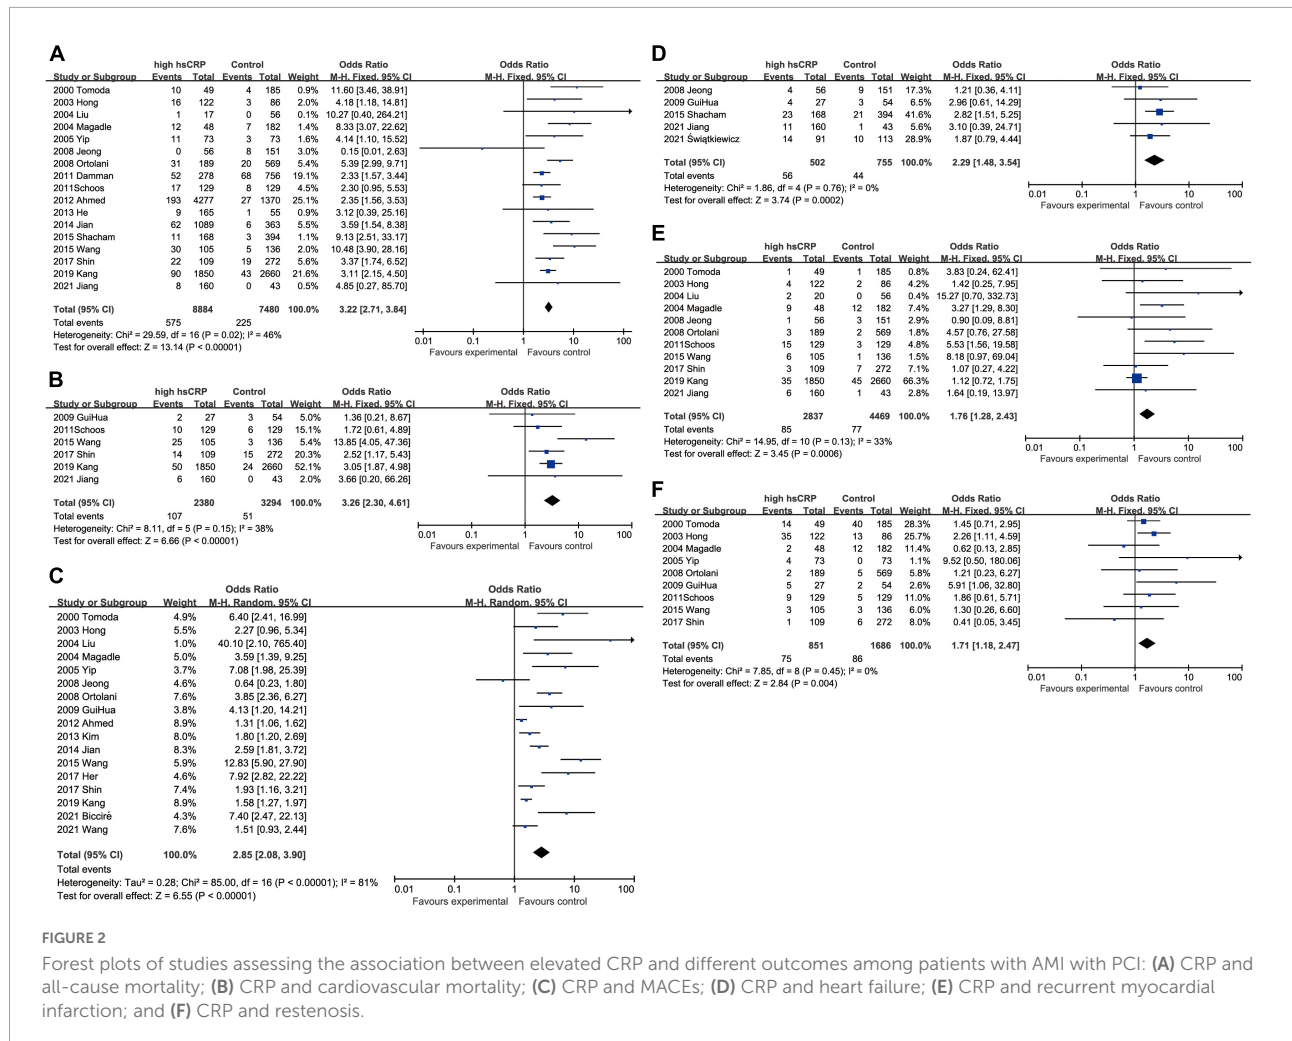 A
high hsCRP Control Odds Ratio Odds Ratio
Study or Subgroup Events Total Events Total Weight M-H. Fixed. 95% CI M-H. Fixed. 95% CI
2000 Tomoda 10 49 4 185 0.9% 11.60 [3.46, 38.91]
2003 Hong 16 122 3 86 2.0% 4.18 [1.18, 14.81]
2004 Liu 1 17 0 56 0.1% 10.27 [0.40, 264.21]
2004 Magadle 12 48 7 182 1.4% 8.33 [3.07, 22.62]
2005 Yip 11 73 3 73 1.8% 4.14 [1.10, 15.52]
2008 Jeong 0 56 8 151 3.0% 0.15 [0.01, 2.63]
2008 Ortolani 31 189 20 569 5.4% 5.39 [2.99, 9.71]
2011 Damman 52 278 68 756 19.1% 2.33 [1.57, 3.44]
2011Schoos 17 129 8 129 4.9% 2.30 [0.95, 5.53]
2012 Ahmed 193 4277 27 1370 25.1% 2.35 [1.56, 3.53]
2013 He 9 165 1 55 0.9% 3.12 [0.39, 25.16]
2014 Jian 62 1089 6 363 5.5% 3.59 [1.54, 8.38]
2015 Shacham 11 168 3 394 1.1% 9.13 [2.51, 33.17]
2015 Wang 30 105 5 136 2.2% 10.48 [3.90, 28.16]
2017 Shin 22 109 19 272 5.6% 3.37 [1.74, 6.52]
2019 Kang 90 1850 43 2660 21.6% 3.11 [2.15, 4.50]
2021 Jiang 8 160 0 43 0.5% 4.85 [0.27, 85.70]
Total (95% CI) 8884 7480 100.0% 3.22 [2.71, 3.84]
Total events 575 225
Heterogeneity: Chi² = 29.59, df = 16 (P = 0.02); I² = 46%
Test for overall effect: Z = 13.14 (P < 0.00001)
0.01 0.1 1 10 100
Favours experimental Favours control
B
high hsCRP Control Odds Ratio Odds Ratio
Study or Subgroup Events Total Events Total Weight M-H. Fixed. 95% CI M-H. Fixed. 95% CI
2009 GuiHua 2 27 3 54 5.0% 1.36 [0.21, 8.67]
2011Schoos 10 129 6 129 15.1% 1.72 [0.61, 4.89]
2015 Wang 25 105 3 136 5.4% 13.85 [4.05, 47.36]
2017 Shin 14 109 15 272 20.3% 2.52 [1.17, 5.43]
2019 Kang 50 1850 24 2660 52.1% 3.05 [1.87, 4.98]
2021 Jiang 6 160 0 43 2.0% 3.66 [0.20, 66.26]
Total (95% CI) 2380 3294 100.0% 3.26 [2.30, 4.61]
Total events 107 51
Heterogeneity: Chi² = 8.11, df = 5 (P = 0.15); I² = 38%
Test for overall effect: Z = 6.66 (P < 0.00001)
0.01 0.1 1 10 100
Favours experimental Favours control
C
Odds Ratio Odds Ratio
Study or Subgroup Weight M-H. Random. 95% CI M-H. Random. 95% CI
2000 Tomoda 4.9% 6.40 [2.41, 16.99]
2003 Hong 5.5% 2.27 [0.96, 5.34]
2004 Liu 1.0% 40.10 [2.10, 765.40]
2004 Magadle 5.0% 3.59 [1.39, 9.25]
2005 Yip 3.7% 7.08 [1.98, 25.39]
2008 Jeong 4.6% 0.64 [0.23, 1.80]
2008 Ortolani 7.6% 3.85 [2.36, 6.27]
2009 GuiHua 3.8% 4.13 [1.20, 14.21]
2012 Ahmed 8.9% 1.31 [1.06, 1.62]
2013 Kim 8.0% 1.80 [1.20, 2.69]
2014 Jian 8.3% 2.59 [1.81, 3.72]
2015 Wang 5.9% 12.83 [5.90, 27.90]
2017 Her 4.6% 7.92 [2.82, 22.22]
2017 Shin 7.4% 1.93 [1.16, 3.21]
2019 Kang 8.9% 1.58 [1.27, 1.97]
2021 Bicciré 4.3% 7.40 [2.47, 22.13]
2021 Wang 7.6% 1.51 [0.93, 2.44]
Total (95% CI) 100.0% 2.85 [2.08, 3.90]
Total events
Heterogeneity: Tau² = 0.28; Chi² = 85.00, df = 16 (P < 0.00001); I² = 81%
Test for overall effect: Z = 6.55 (P < 0.00001)
0.01 0.1 1 10 100
Favours experimental Favours control
D
high hsCRP Control Odds Ratio Odds Ratio
Study or Subgroup Events Total Events Total Weight M-H. Fixed. 95% CI M-H. Fixed. 95% CI
2008 Jeong 4 56 9 151 17.3% 1.21 [0.36, 4.11]
2009 GuiHua 4 27 3 54 6.5% 2.96 [0.61, 14.29]
2015 Shacham 23 168 21 394 41.6% 2.82 [1.51, 5.25]
2021 Jiang 11 160 1 43 5.6% 3.10 [0.39, 24.71]
2021 Świątkiewicz 14 91 10 113 28.9% 1.87 [0.79, 4.44]
Total (95% CI) 502 755 100.0% 2.29 [1.48, 3.54]
Total events 56 44
Heterogeneity: Chi² = 1.86, df = 4 (P = 0.76); I² = 0%
Test for overall effect: Z = 3.74 (P = 0.0002)
0.01 0.1 1 10 100
Favours experimental Favours control
E
high hsCRP Control Odds Ratio Odds Ratio
Study or Subgroup Events Total Events Total Weight M-H. Fixed. 95% CI M-H. Fixed. 95% CI
2000 Tomoda 1 49 1 185 0.8% 3.83 [0.24, 62.41]
2003 Hong 4 122 2 86 4.2% 1.42 [0.25, 7.95]
2004 Liu 2 20 0 56 0.4% 15.27 [0.70, 332.73]
2004 Magadle 9 48 12 182 7.4% 3.27 [1.29, 8.30]
2008 Jeong 1 56 3 151 2.9% 0.90 [0.09, 8.81]
2008 Ortolani 3 189 2 569 1.8% 4.57 [0.76, 27.58]
2011Schoos 15 129 3 129 4.8% 5.53 [1.56, 19.58]
2015 Wang 6 105 1 136 1.5% 8.18 [0.97, 69.04]
2017 Shin 3 109 7 272 7.1% 1.07 [0.27, 4.22]
2019 Kang 35 1850 45 2660 66.3% 1.12 [0.72, 1.75]
2021 Jiang 6 160 1 43 2.8% 1.64 [0.19, 13.97]
Total (95% CI) 2837 4469 100.0% 1.76 [1.28, 2.43]
Total events 85 77
Heterogeneity: Chi² = 14.95, df = 10 (P = 0.13); I² = 33%
Test for overall effect: Z = 3.45 (P = 0.0006)
0.01 0.1 1 10 100
Favours experimental Favours control
F
high hsCRP Control Odds Ratio Odds Ratio
Study or Subgroup Events Total Events Total Weight M-H. Fixed. 95% CI M-H. Fixed. 95% CI
2000 Tomoda 14 49 40 185 28.3% 1.45 [0.71, 2.95]
2003 Hong 35 122 13 86 25.7% 2.26 [1.11, 4.59]
2004 Magadle 2 48 12 182 11.4% 0.62 [0.13, 2.85]
2005 Yip 4 73 0 73 1.1% 9.52 [0.50, 180.06]
2008 Ortolani 2 189 5 569 6.0% 1.21 [0.23, 6.27]
2009 GuiHua 5 27 2 54 2.6% 5.91 [1.06, 32.80]
2011Schoos 9 129 5 129 11.0% 1.86 [0.61, 5.71]
2015 Wang 3 105 3 136 6.0% 1.30 [0.26, 6.60]
2017 Shin 1 109 6 272 8.0% 0.41 [0.05, 3.45]
Total (95% CI) 851 1686 100.0% 1.71 [1.18, 2.47]
Total events 75 86
Heterogeneity: Chi² = 7.85, df = 8 (P = 0.45); I² = 0%
Test for overall effect: Z = 2.84 (P = 0.004)
0.01 0.1 1 10 100
Favours experimental Favours control
FIGURE 2
Forest plots of studies assessing the association between elevated CRP and different outcomes among patients with AMI with PCI: (A) CRP and
all-cause mortality; (B) CRP and cardiovascular mortality; (C) CRP and MACEs; (D) CRP and heart failure; (E) CRP and recurrent myocardial
infarction; and (F) CRP and restenosis.